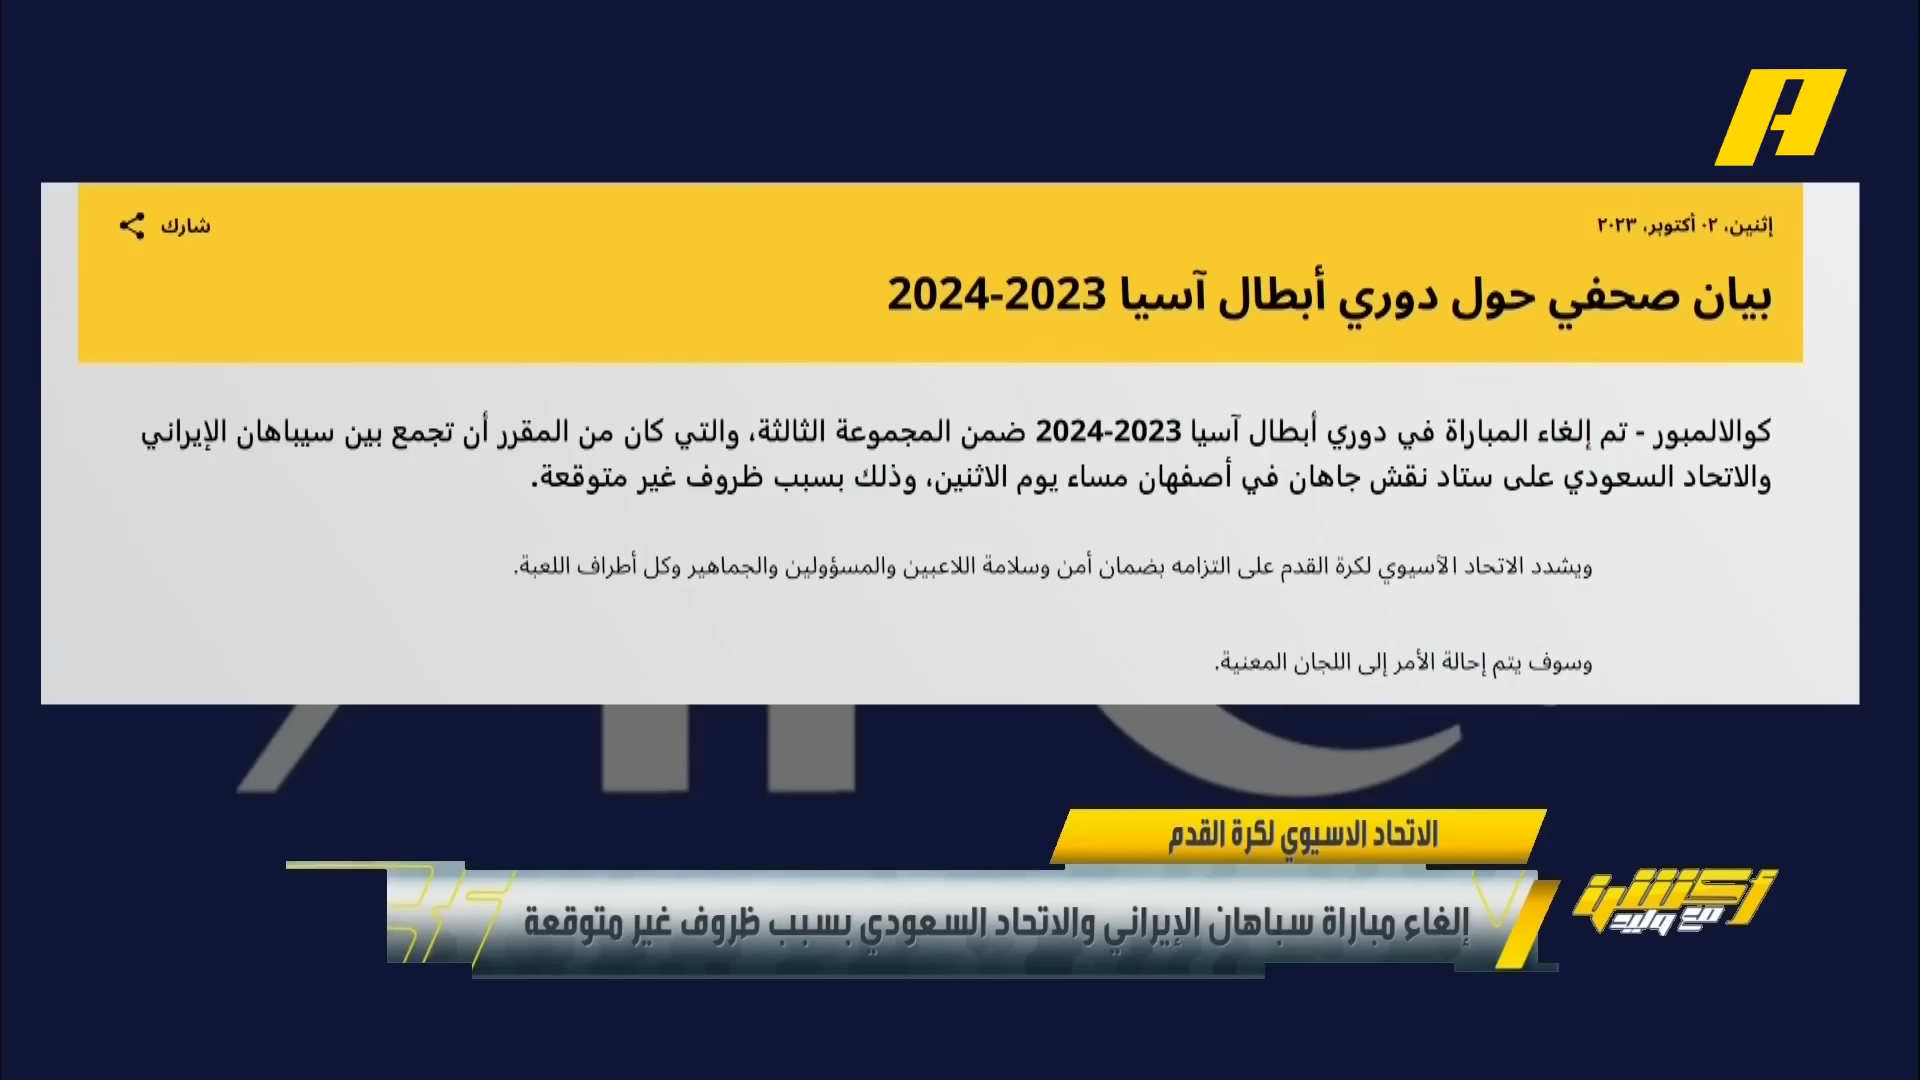 إثنين، ٠٢ أكتوبر، ٢٠٢٣
شارك
بيان صحفي حول دوري أبطال آسيا 2023-2024
كوالالمبور - تم إلغاء المباراة في دوري أبطال آسيا 2023-2024 ضمن المجموعة الثالثة، والتي كان من المقرر أن تجمع بين سيباهان الإيراني
والاتحاد السعودي على ستاد نقش جاهان في أصفهان مساء يوم الاثنين، وذلك بسبب ظروف غير متوقعة.
ويشدد الاتحاد الآسيوي لكرة القدم على التزامه بضمان أمن وسلامة اللاعبين والمسؤولين والجماهير وكل أطراف اللعبة.
وسوف يتم إحالة الأمر إلى اللجان المعنية.
الاتحاد الاسيوي لكرة القدم
إلغاء مباراة سباهان الإيراني والاتحاد السعودي بسبب ظروف غير متوقعة
أكشن
مع وليد